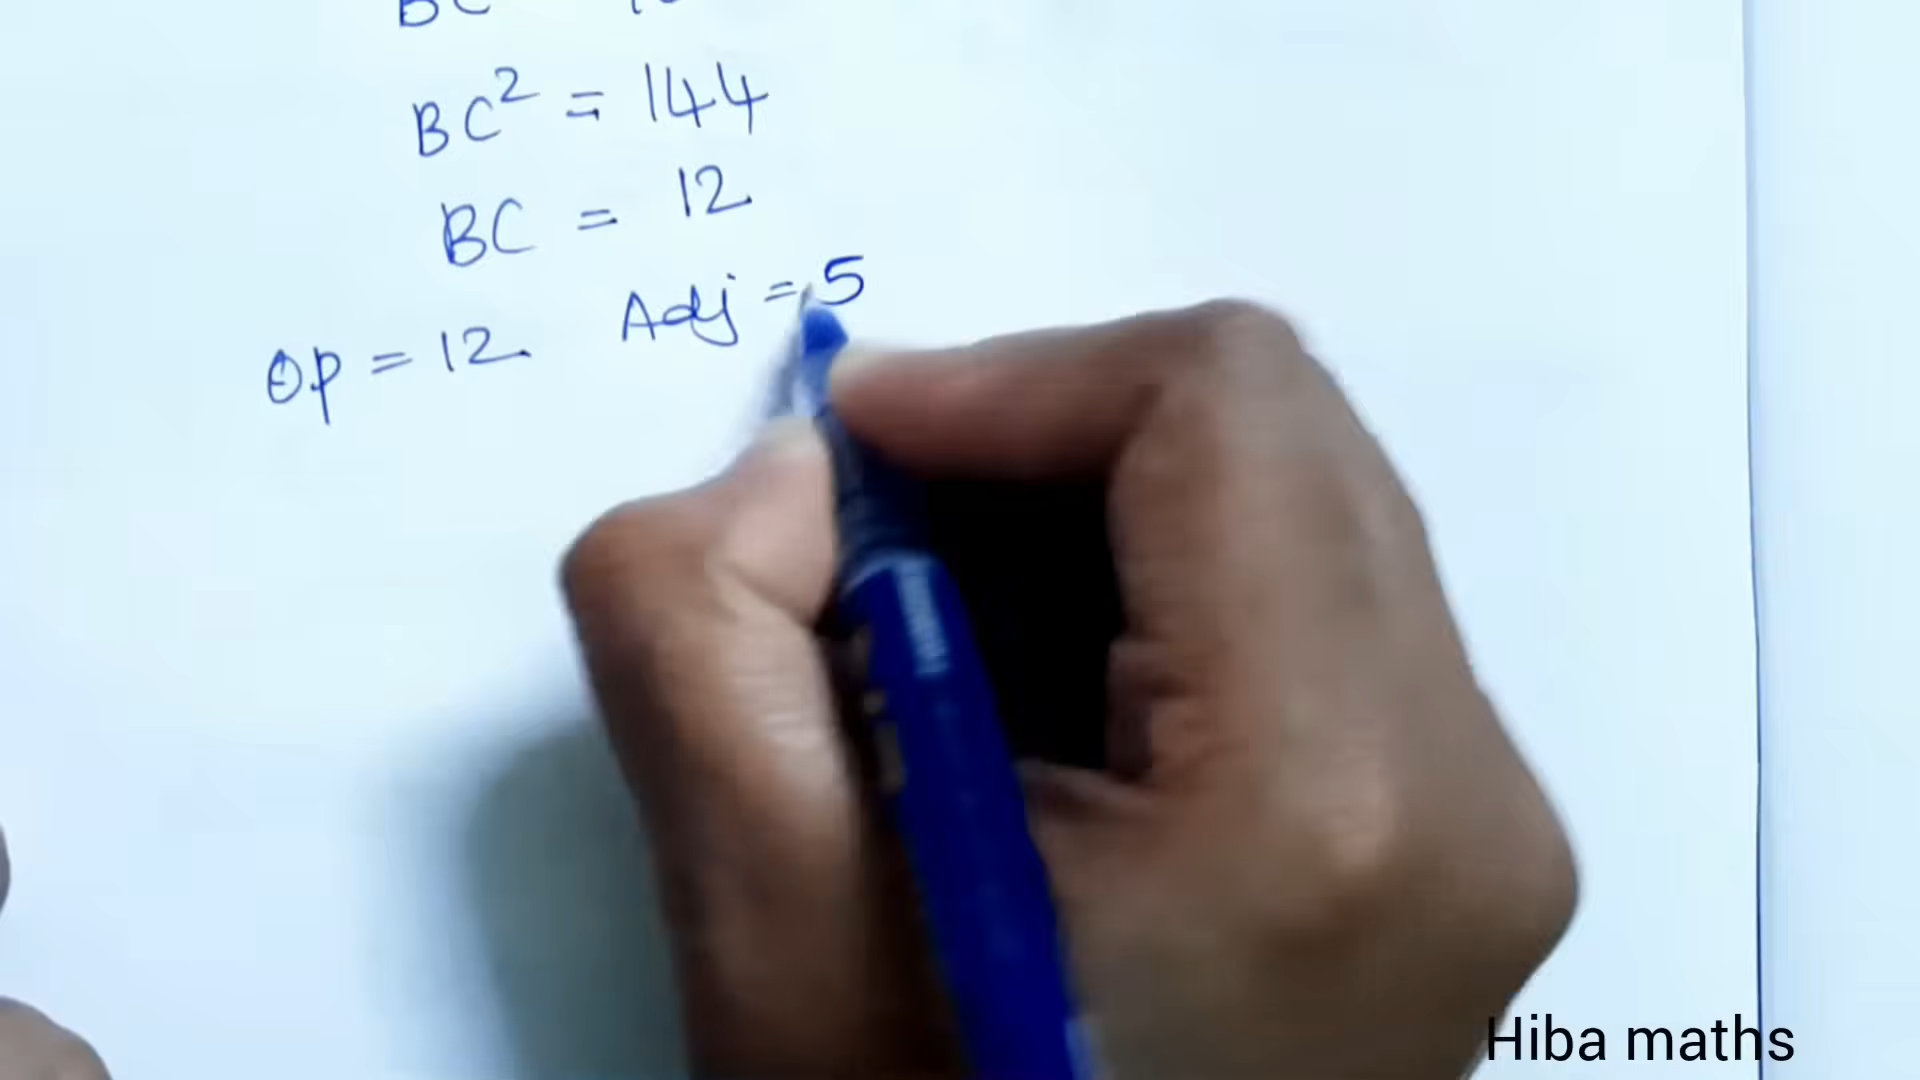 BC² = 144
BC = 12
Op = 12 Adj = 5
Hiba maths